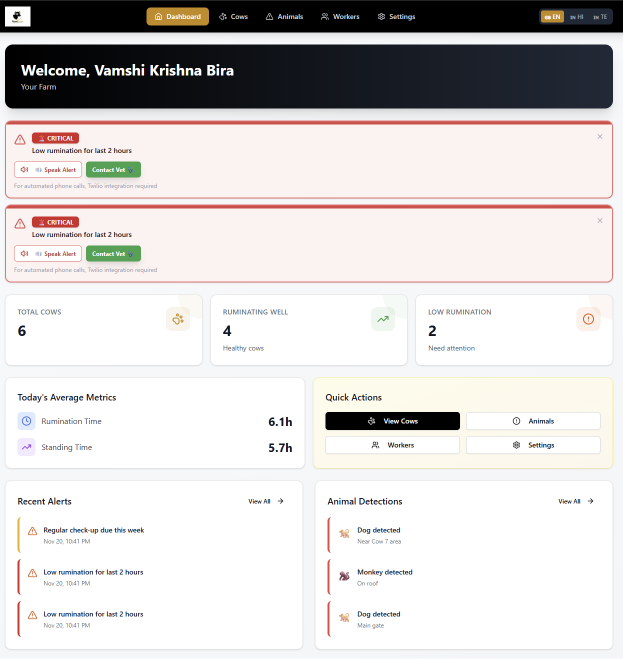 Dashboard
Cows
Animals
Workers
Settings
EN
HI
TE
Welcome, Vamshi Krishna Bira
Your Farm
CRITICAL
Low rumination for last 2 hours
Speak Alert
Contact Vet
For automated phone calls, Twilio integration required
CRITICAL
Low rumination for last 2 hours
Speak Alert
Contact Vet
For automated phone calls, Twilio integration required
TOTAL COWS
6
RUMINATING WELL
4
Healthy cows
LOW RUMINATION
2
Need attention
Today's Average Metrics
Rumination Time 6.1h
Standing Time 5.7h
Quick Actions
View Cows
Animals
Workers
Settings
Recent Alerts
View All
Regular check-up due this week
Nov 20, 10:41 PM
Low rumination for last 2 hours
Nov 20, 10:41 PM
Low rumination for last 2 hours
Nov 20, 10:41 PM
Animal Detections
View All
Dog detected
Near Cow 7 area
Monkey detected
On roof
Dog detected
Main gate